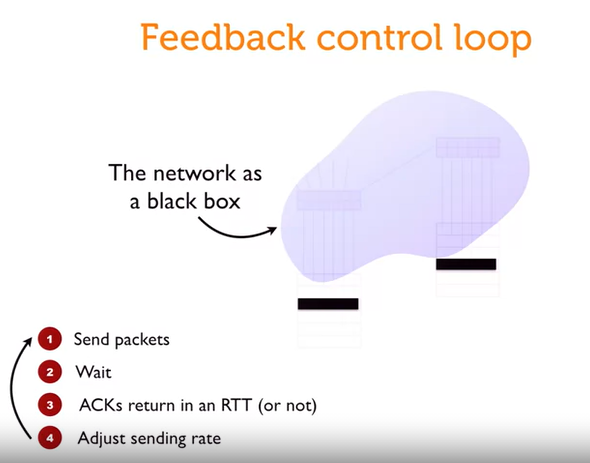 Feedback control loop
The network as
a black box
1 Send packets
2 Wait
3 ACKs return in an RTT (or not)
4 Adjust sending rate